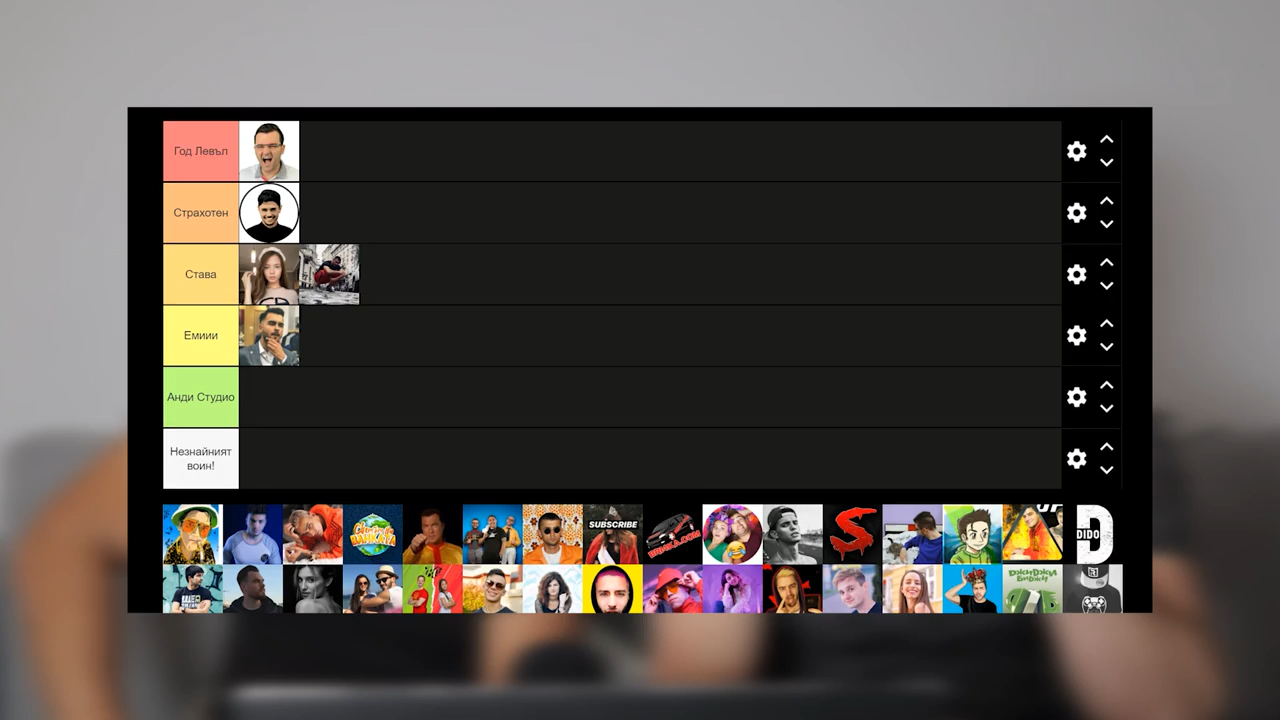 Год Левъл
Страхотен
Става
Емиии
Анди Студио
Незнайният
воин!
SUBSCRIBE
DIDO